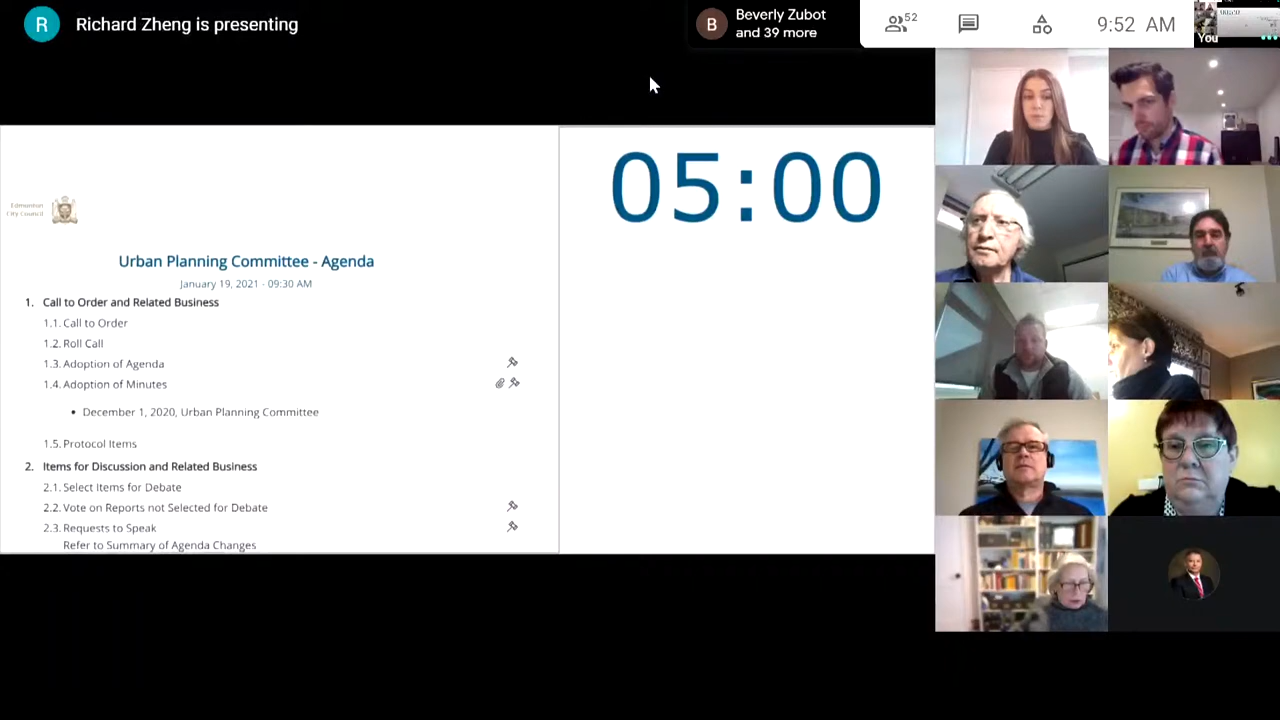 R
Richard Zheng is presenting
B
Beverly Zubot
and 39 more
52
9:52 AM
You
05:00
Edmonton
City Council
Urban Planning Committee - Agenda
January 19, 2021 - 09:30 AM
1. Call to Order and Related Business
1.1. Call to Order
1.2. Roll Call
1.3. Adoption of Agenda
1.4. Adoption of Minutes
• December 1, 2020, Urban Planning Committee
1.5. Protocol Items
2. Items for Discussion and Related Business
2.1. Select Items for Debate
2.2. Vote on Reports not Selected for Debate
2.3. Requests to Speak
Refer to Summary of Agenda Changes